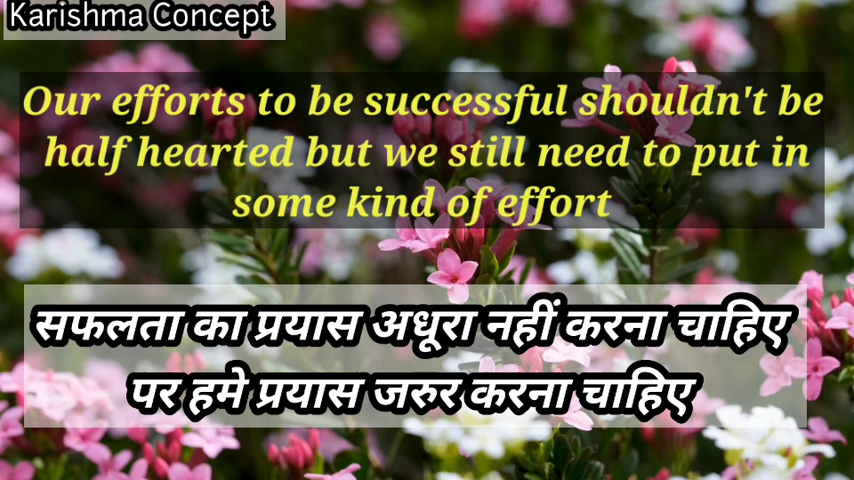 Karishma Concept
Our efforts to be successful shouldn't be
half hearted but we still need to put in
some kind of effort
सफलता का प्रयास अधूरा नहीं करना चाहिए
पर हमे प्रयास जरुर करना चाहिए